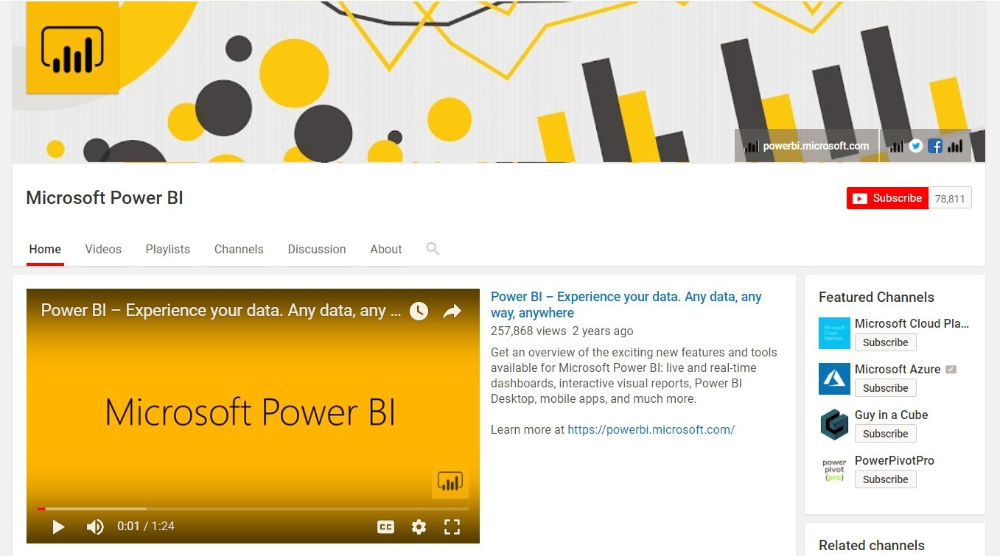 powerbi.microsoft.com
Microsoft Power BI
Subscribe 78,811
Home Videos Playlists Channels Discussion About
Power BI – Experience your data. Any data, any ...
Microsoft Power BI
0:01 / 1:24
CC
Power BI – Experience your data. Any data, any
way, anywhere
257,868 views 2 years ago
Get an overview of the exciting new features and tools
available for Microsoft Power BI: live and real-time
dashboards, interactive visual reports, Power BI
Desktop, mobile apps, and much more.
Learn more at https://powerbi.microsoft.com/
Featured Channels
Microsoft Cloud Pla...
Microsoft
Cloud
Platform
Subscribe
Microsoft Azure
Subscribe
Guy in a Cube
Subscribe
PowerPivotPro
power
pivot
(pro)
Subscribe
Related channels